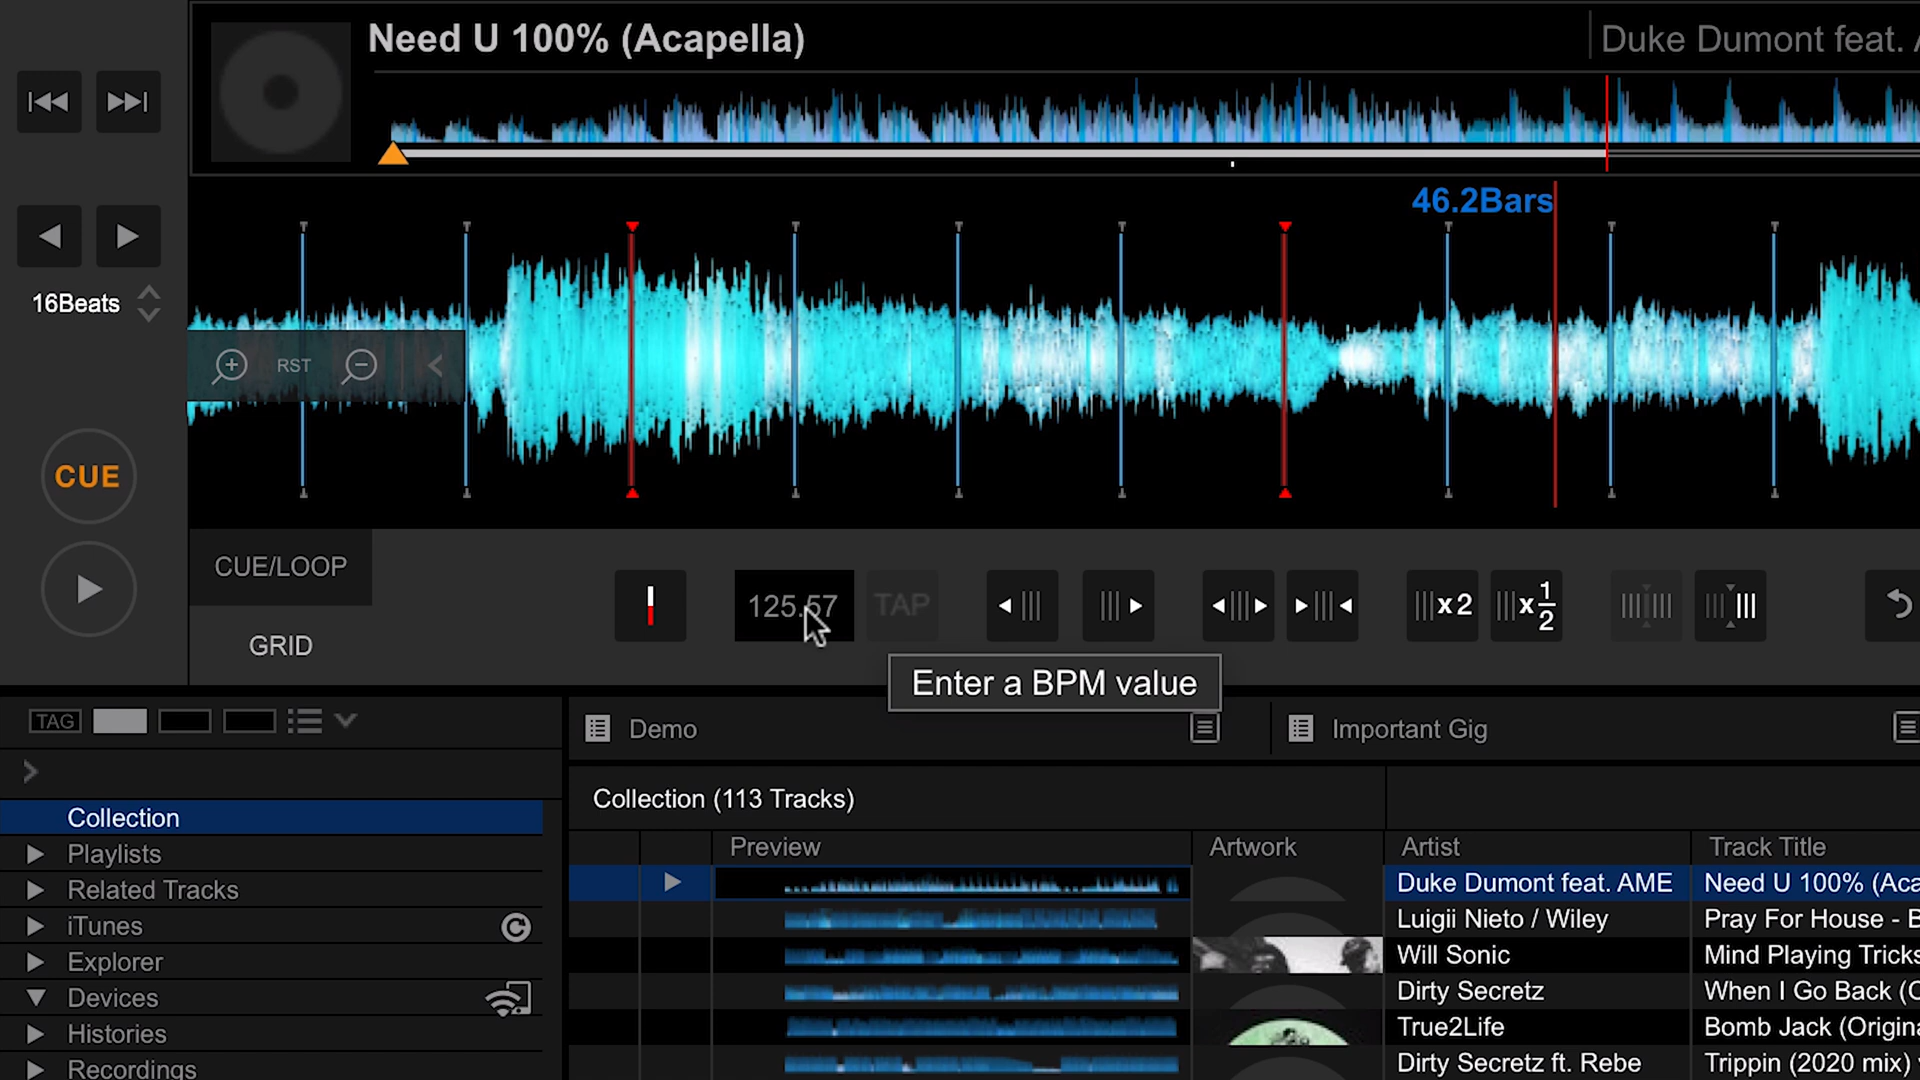 Need U 100% (Acapella)
Duke Dumont feat.
46.2Bars
16Beats
RST
CUE
CUE/LOOP
125.57
TAP
x2
x1/2
GRID
Enter a BPM value
TAG
Demo
Important Gig
Collection (113 Tracks)
Collection
Preview
Artwork
Artist
Track Title
Playlists
Duke Dumont feat. AME
Need U 100% (Aca
Related Tracks
Luigii Nieto / Wiley
Pray For House - B
iTunes
Will Sonic
Mind Playing Tricks
Explorer
Dirty Secretz
When I Go Back (O
Devices
True2Life
Bomb Jack (Origina
Histories
Dirty Secretz ft. Rebe
Trippin (2020 mix)
Recordings